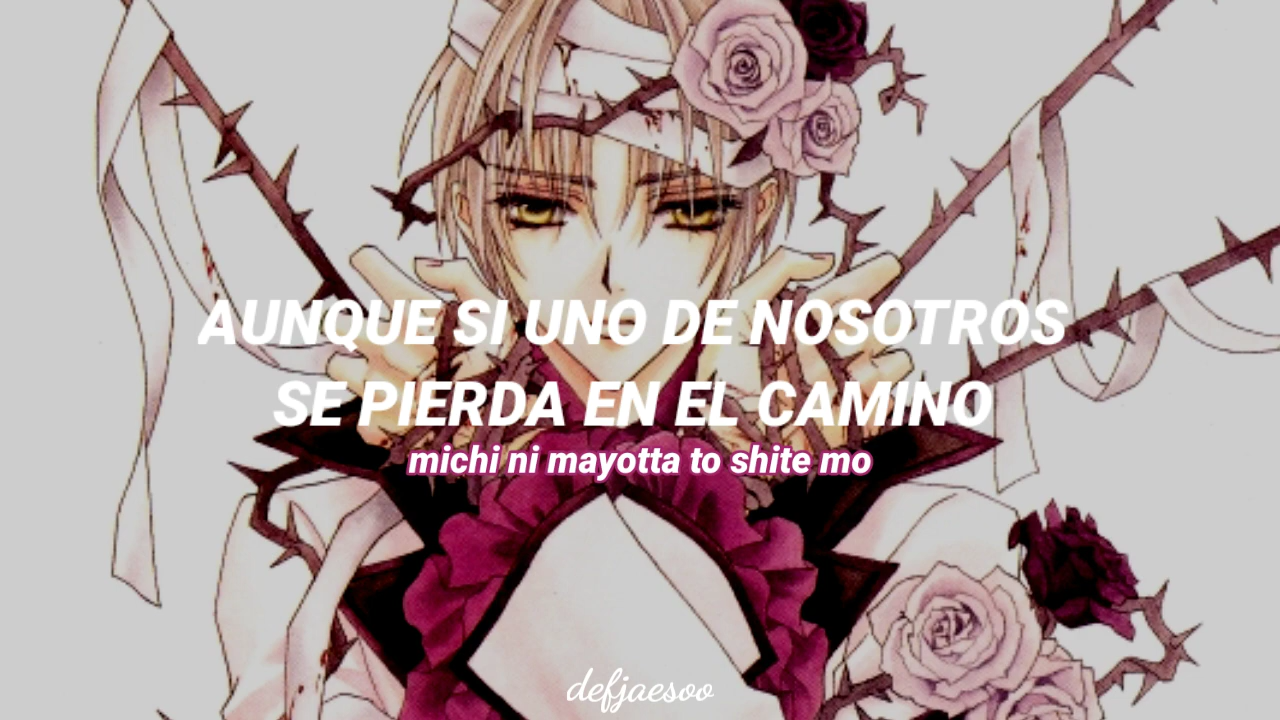 AUNQUE SI UNO DE NOSOTROS
SE PIERDA EN EL CAMINO
michi ni mayotta to shite mo
defjaesoo